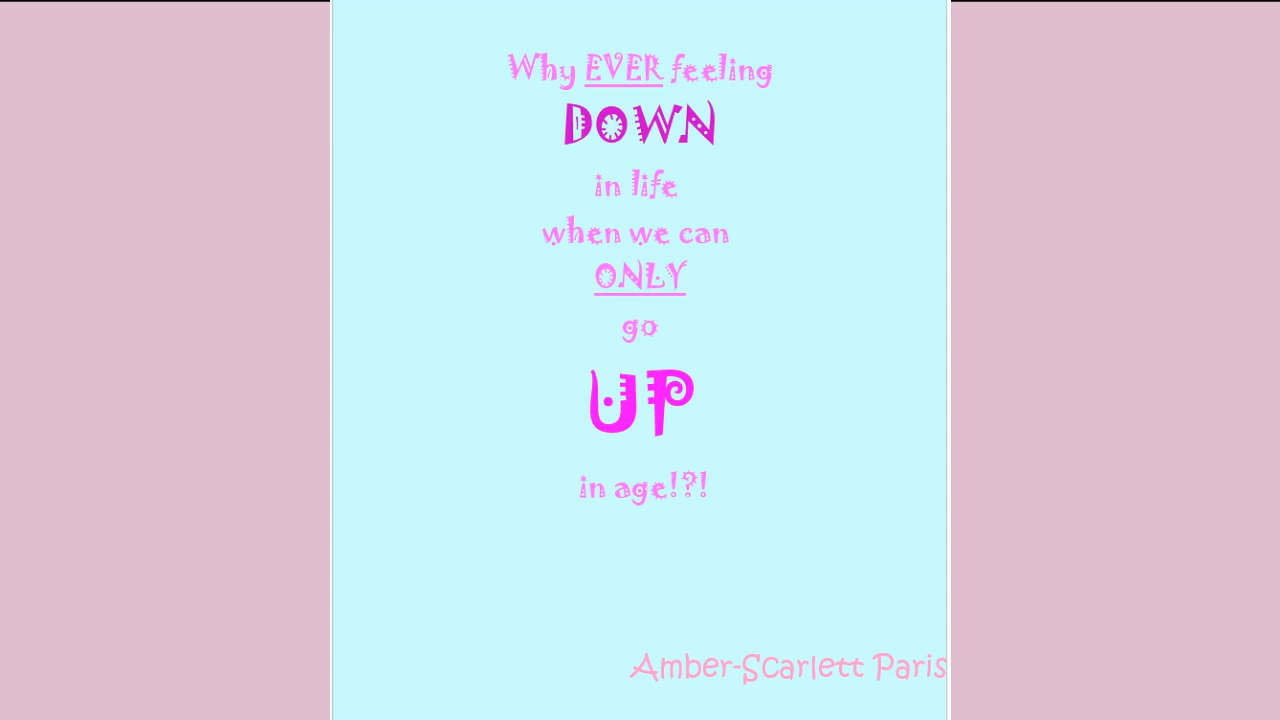 Why EVER feeling
DOWN
in life
when we can
ONLY
go
UP
in age!?!
Amber-Scarlett Paris